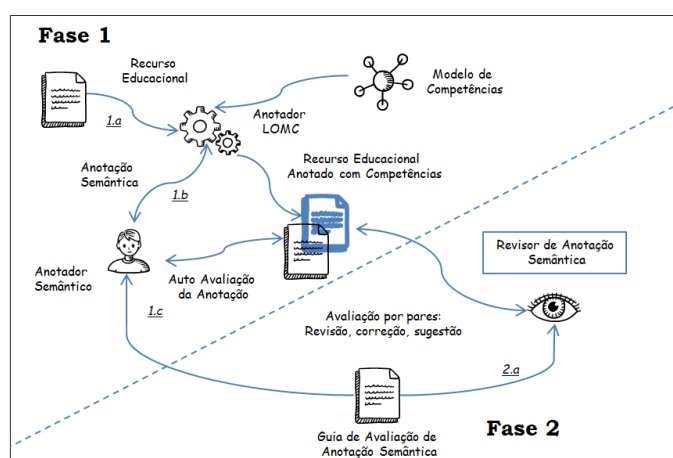 Fase 1
Recurso
Educacional
Modelo de
Competências
1.a
Anotador
LOMC
Anotação
Semântica
1.b
Recurso Educacional
Anotado com Competências
Revisor de Anotação
Semântica
Anotador
Semântico
Auto Avaliação
da Anotação
1.c
Avaliação por pares:
Revisão, correção, sugestão
2.a
Guia de Avaliação de
Anotação Semântica
Fase 2